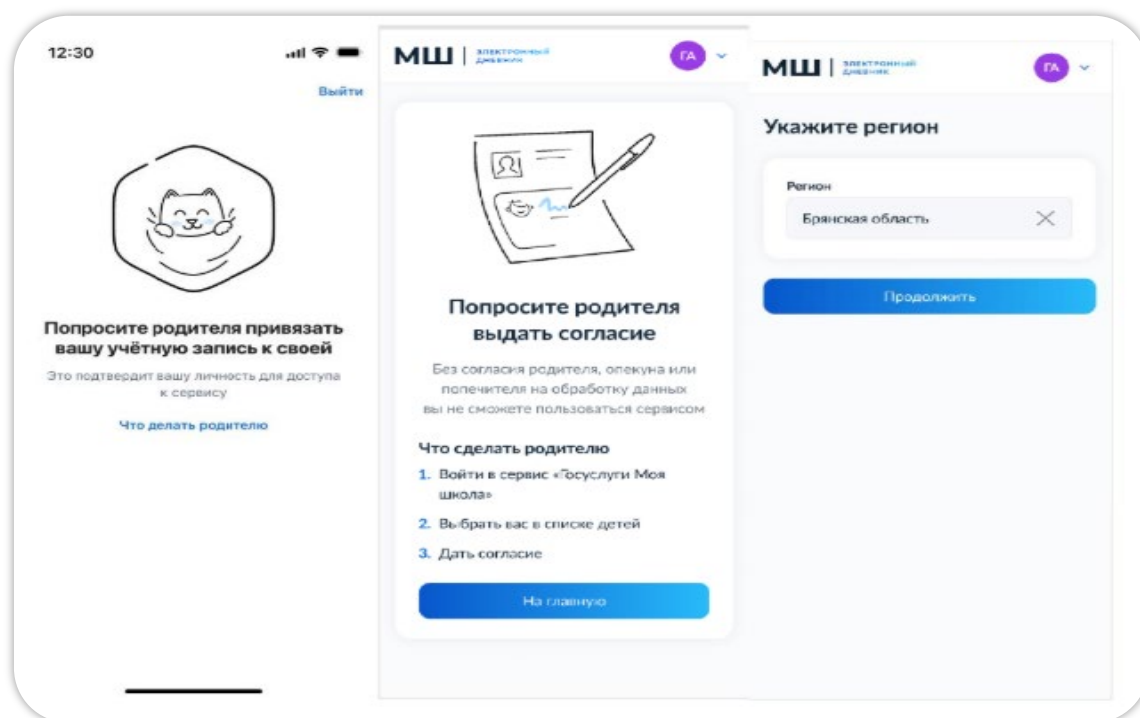 12:30
Выйти
Попросите родителя привязать
вашу учётную запись к своей
Это подтвердит вашу личность для доступа
к сервису
Что делать родителю
МШ | ЭЛЕКТРОННЫЙ
ДНЕВНИК
ГА
Попросите родителя
выдать согласие
Без согласия родителя, опекуна или
попечителя на обработку данных
вы не сможете пользоваться сервисом
Что сделать родителю
1. Войти в сервис «Госуслуги Моя
школа»
2. Выбрать вас в списке детей
3. Дать согласие
На главную
МШ | ЭЛЕКТРОННЫЙ
ДНЕВНИК
ГА
Укажите регион
Регион
Брянская область
Продолжить